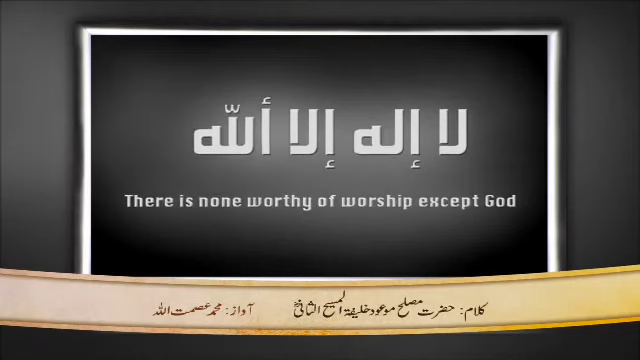 لا إله إلا ألله
There is none worthy of worship except God
کلام: حضرت مصلح موعود خلیفۃ المسیح الثانیؓ آواز: محمد عصمت اللہ